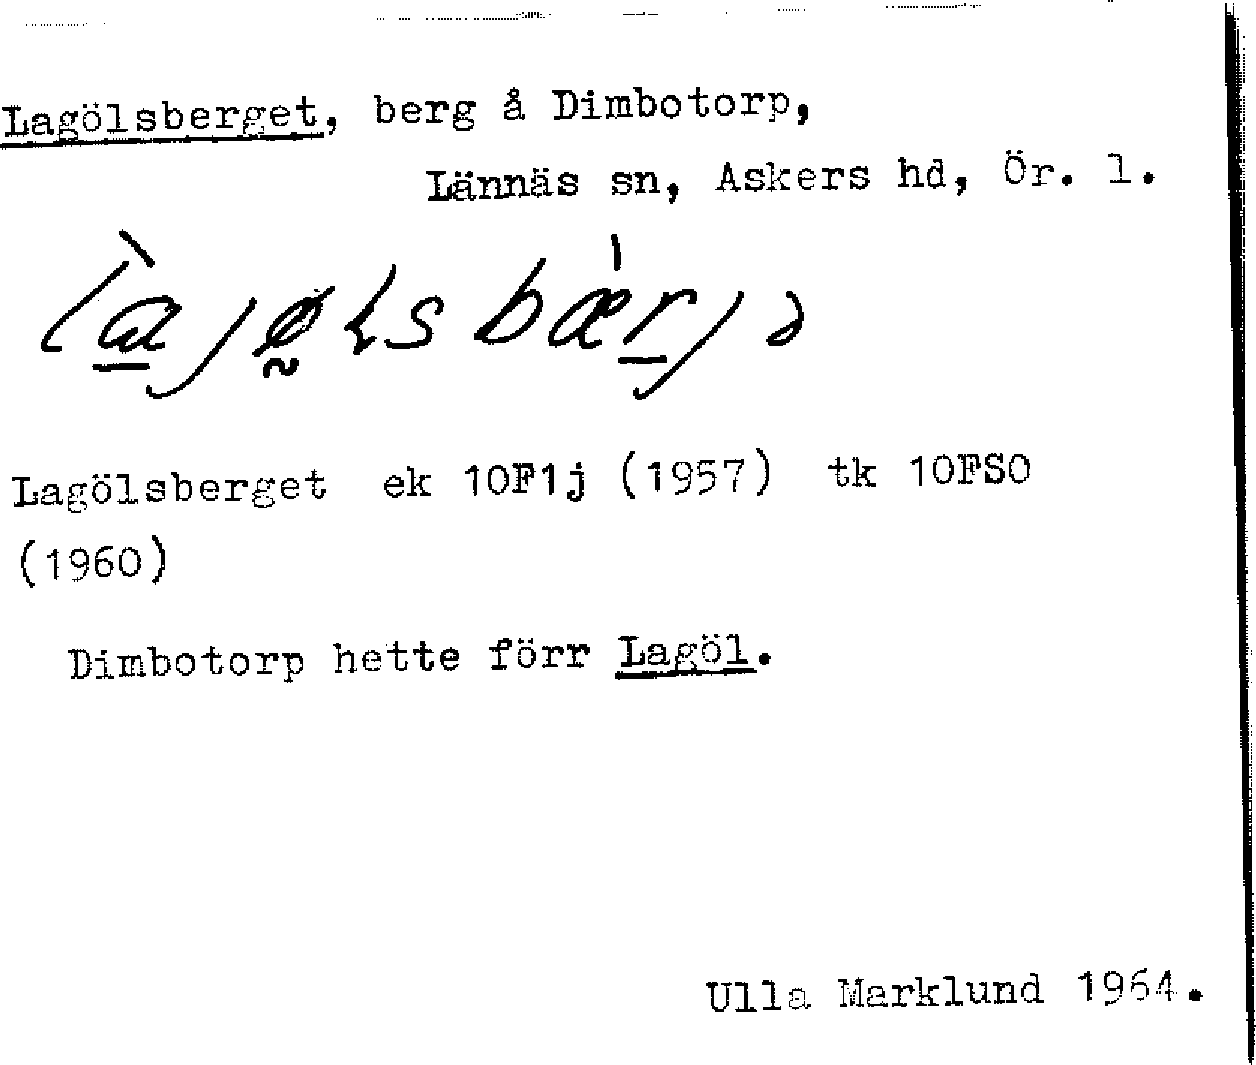 Lagölsberget, berg å Dimbotorp,
Lännäs sn, Askers hd, Ör. l.
Lagölsberget ek 10F1j (1957) tk 10FSO
(1960)
Dimbotorp hette förr Lagöl.
Ulla Marklund 1964.